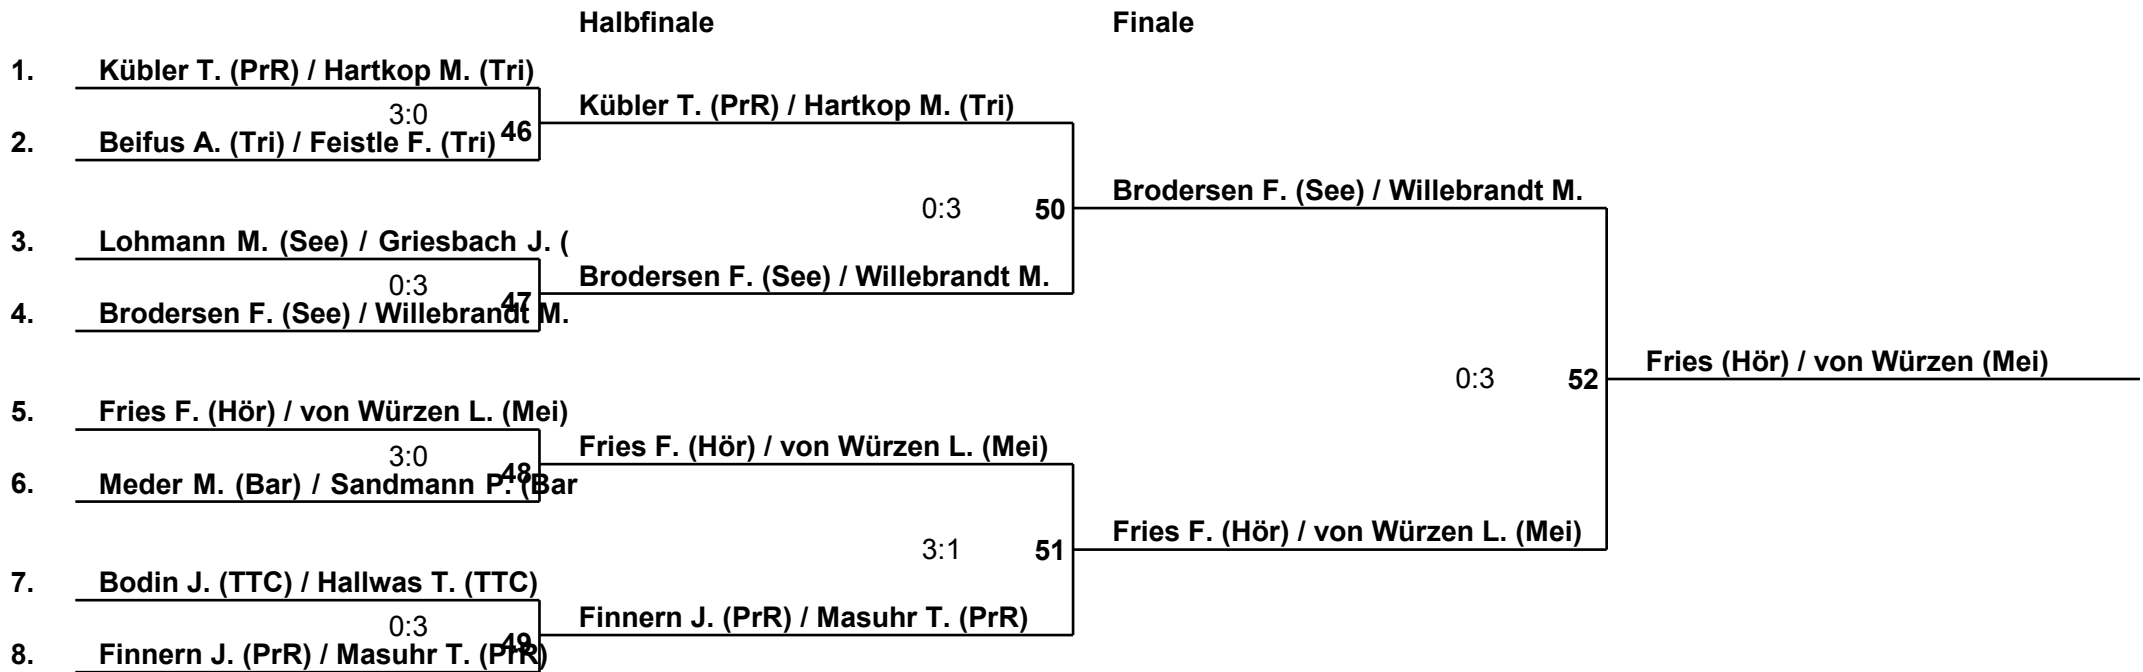 Halbfinale Finale
1. Kübler T. (PrR) / Hartkop M. (Tri)
Kübler T. (PrR) / Hartkop M. (Tri)
3:0
46
2. Beifus A. (Tri) / Feistle F. (Tri)
Brodersen F. (See) / Willebrandt M.
0:3 50
3. Lohmann M. (See) / Griesbach J. (
Brodersen F. (See) / Willebrandt M.
0:3
47
4. Brodersen F. (See) / Willebrandt M.
Fries (Hör) / von Würzen (Mei)
0:3 52
5. Fries F. (Hör) / von Würzen L. (Mei)
Fries F. (Hör) / von Würzen L. (Mei)
3:0
48
6. Meder M. (Bar) / Sandmann P. (Bar
Fries F. (Hör) / von Würzen L. (Mei)
3:1 51
7. Bodin J. (TTC) / Hallwas T. (TTC)
Finnern J. (PrR) / Masuhr T. (PrR)
0:3
49
8. Finnern J. (PrR) / Masuhr T. (PrR)